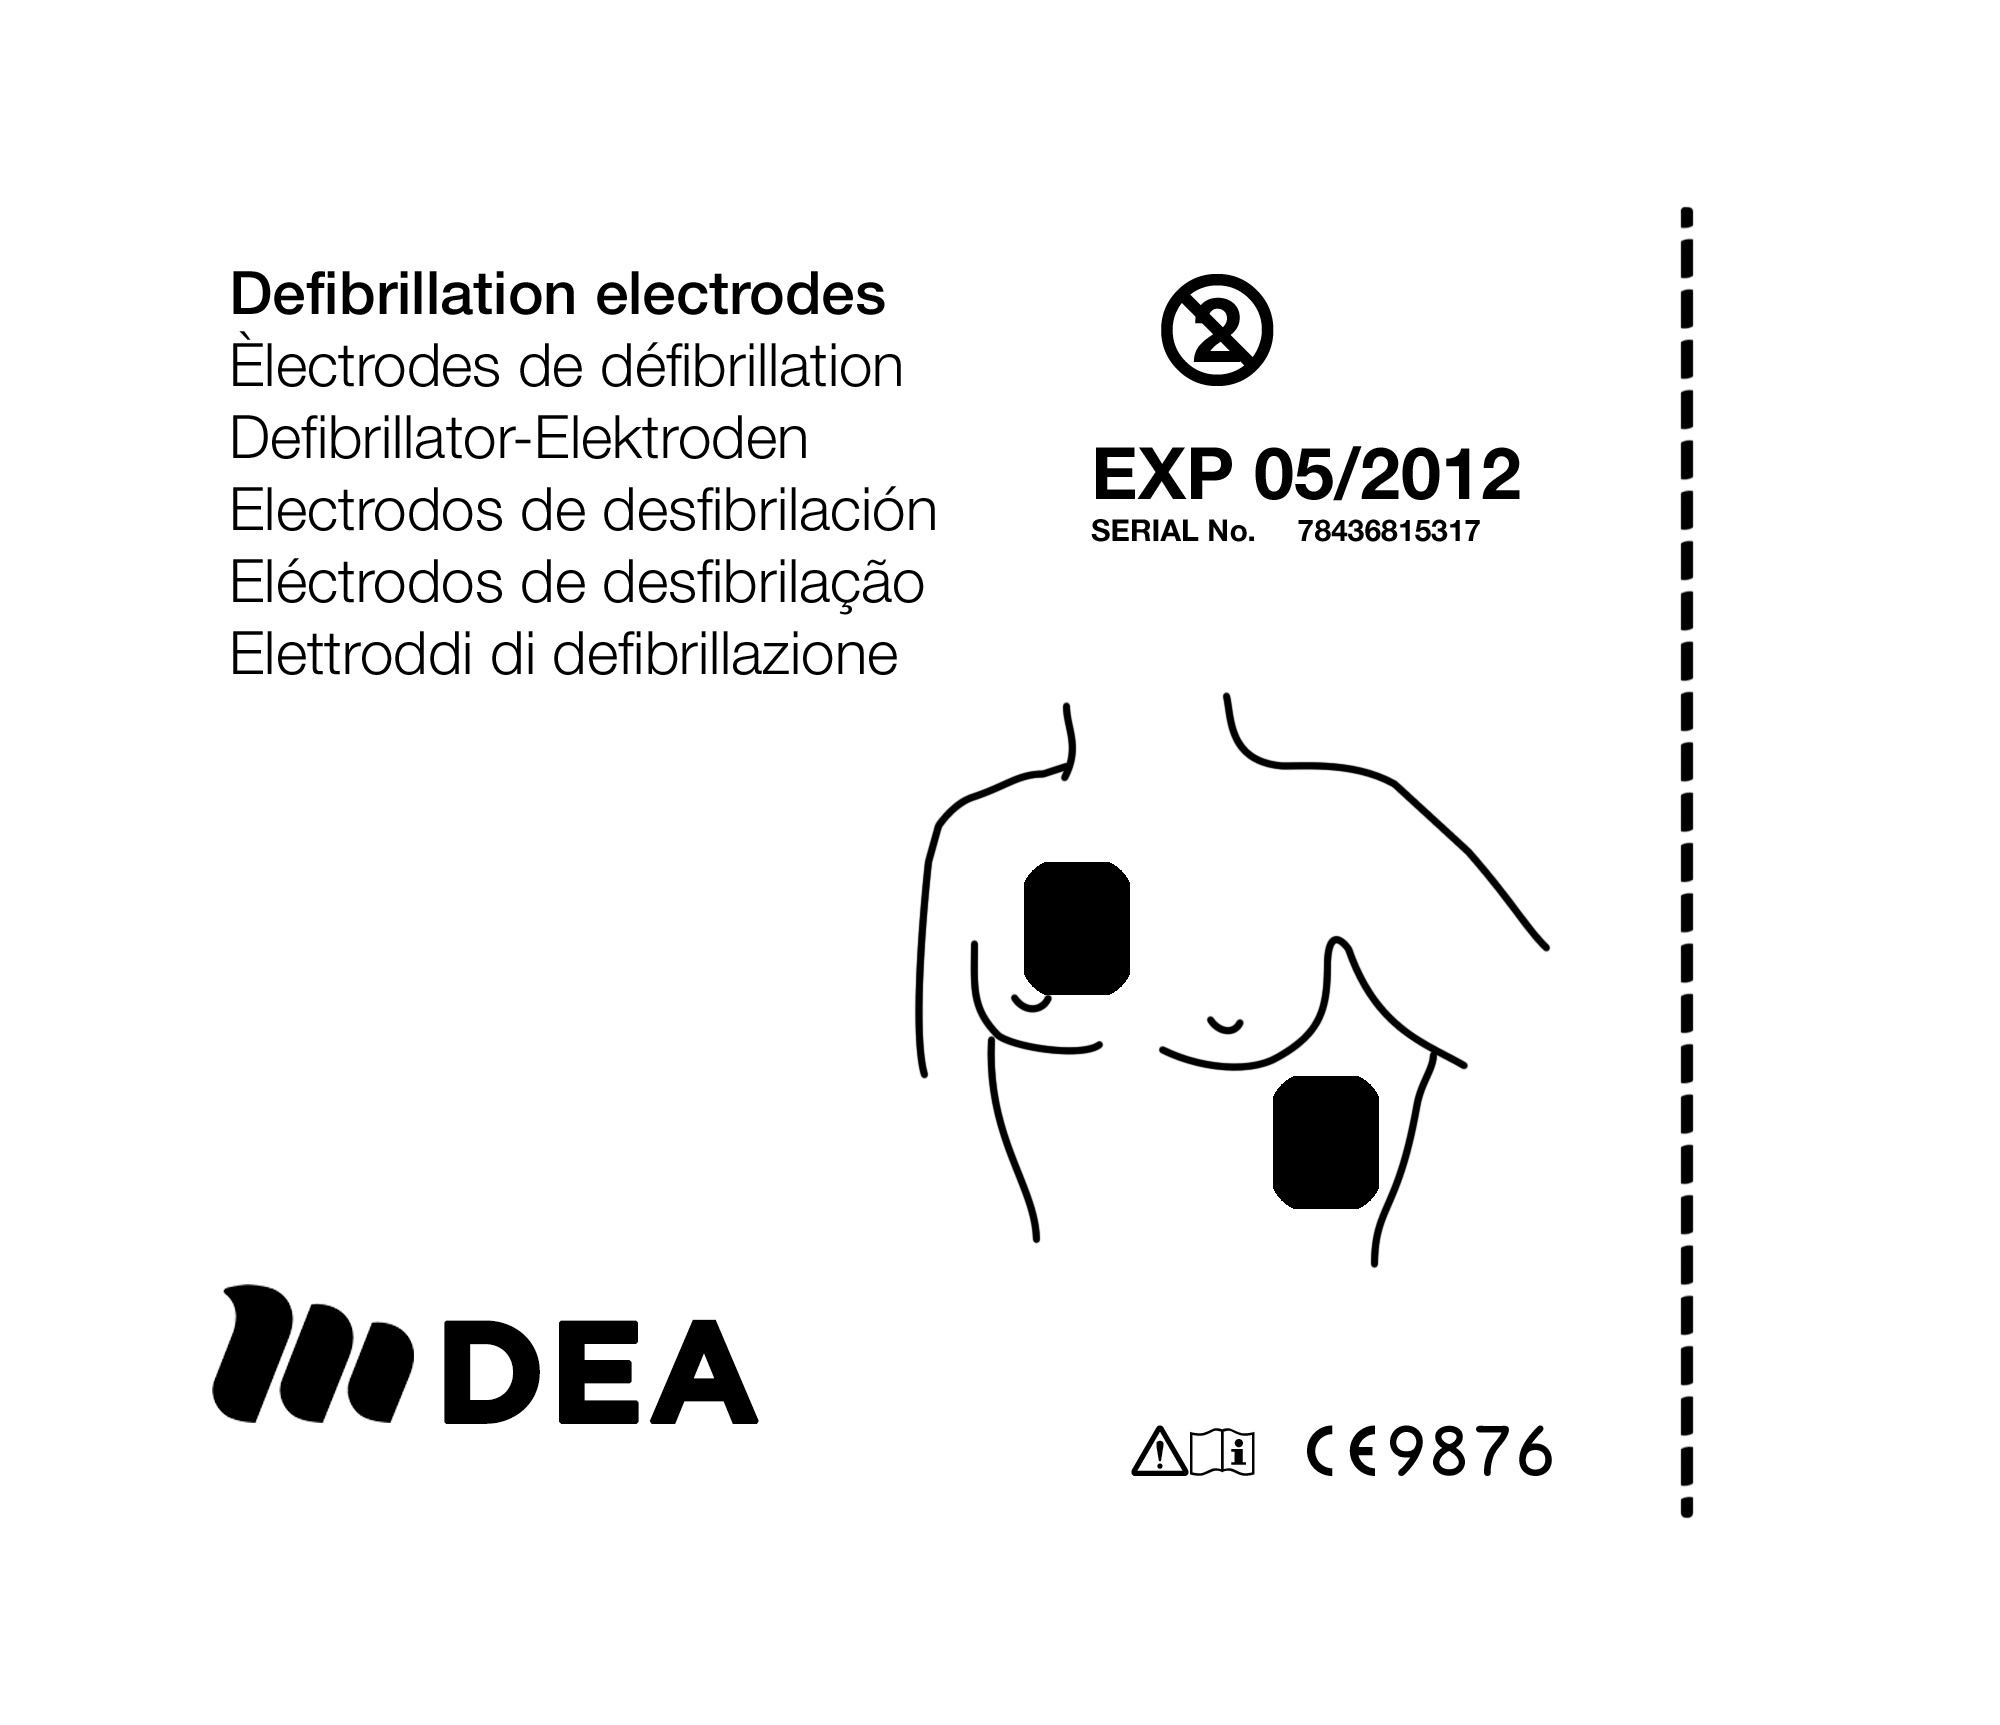 Defibrillation electrodes
Èlectrodes de défibrillation
Defibrillator-Elektroden
Electrodos de desfibrilación
Eléctrodos de desfibrilação
Elettroddi di defibrillazione
2
EXP 05/2012
SERIAL No. 78436815317
m DEA
! i CE9876